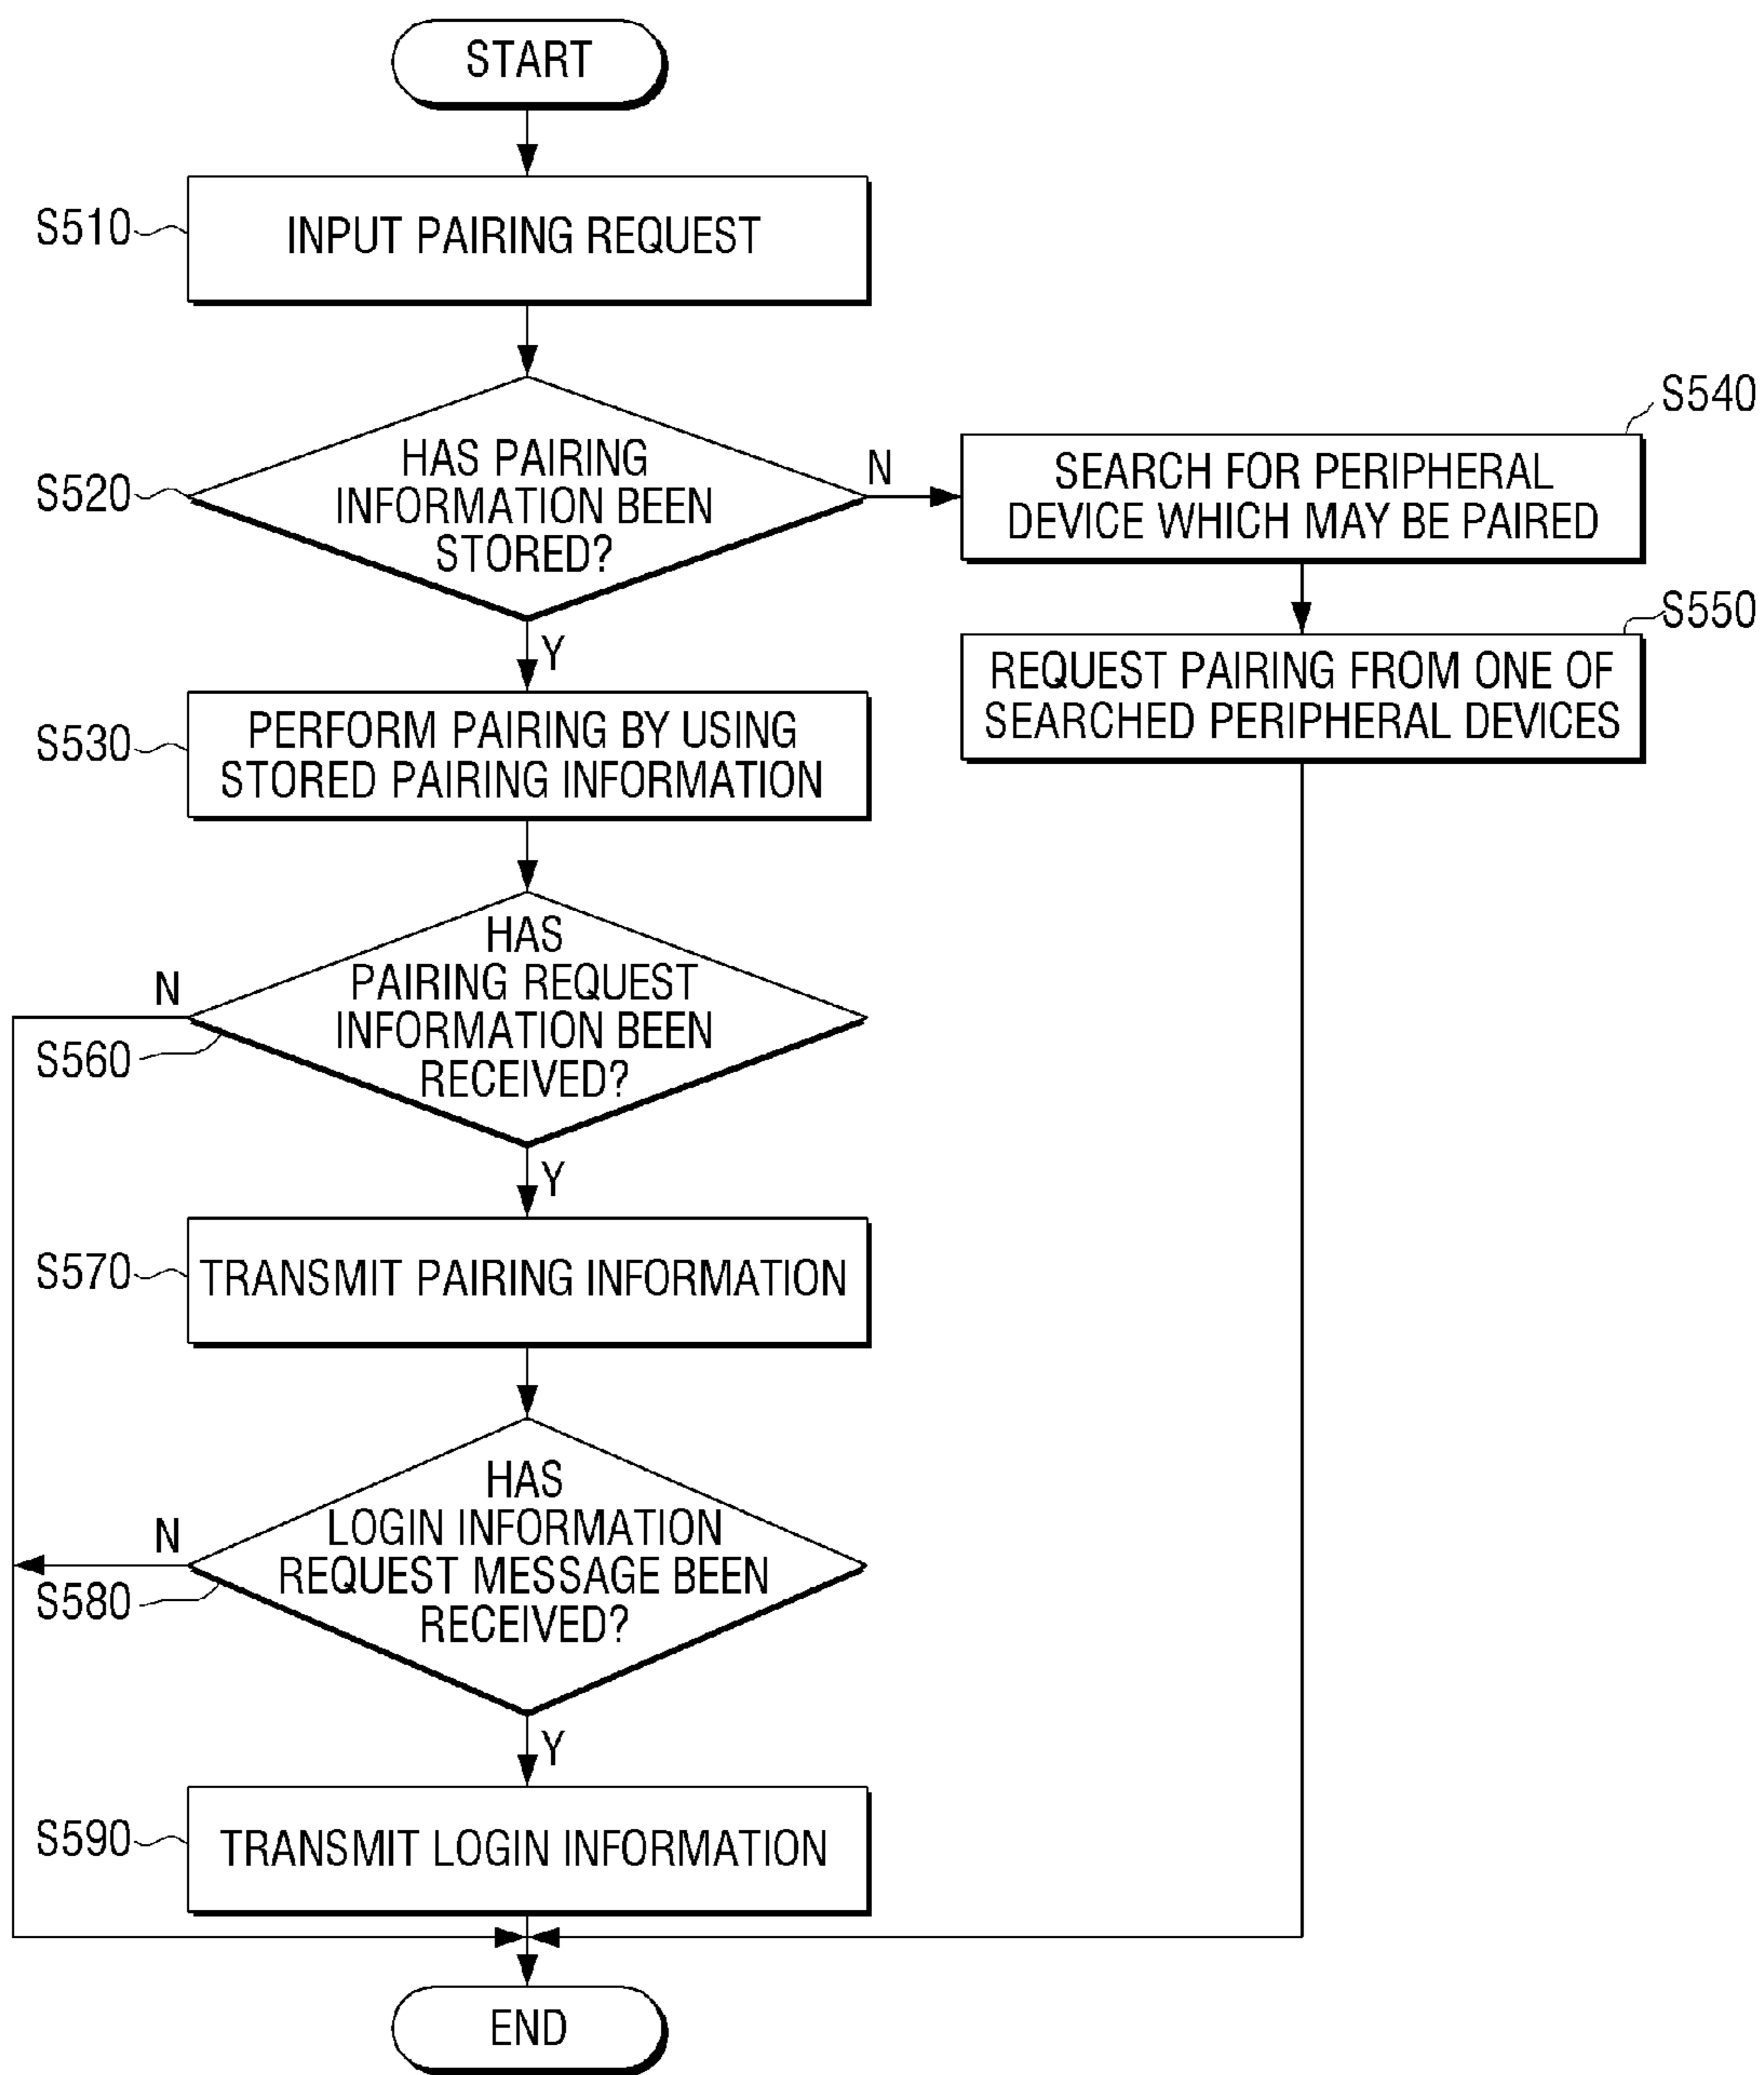 START
S510
INPUT PAIRING REQUEST
S520
HAS PAIRING
INFORMATION BEEN
STORED?
N
S540
SEARCH FOR PERIPHERAL
DEVICE WHICH MAY BE PAIRED
Y
S550
REQUEST PAIRING FROM ONE OF
SEARCHED PERIPHERAL DEVICES
S530
PERFORM PAIRING BY USING
STORED PAIRING INFORMATION
N
S560
HAS
PAIRING REQUEST
INFORMATION BEEN
RECEIVED?
Y
S570
TRANSMIT PAIRING INFORMATION
N
S580
HAS
LOGIN INFORMATION
REQUEST MESSAGE BEEN
RECEIVED?
Y
S590
TRANSMIT LOGIN INFORMATION
END